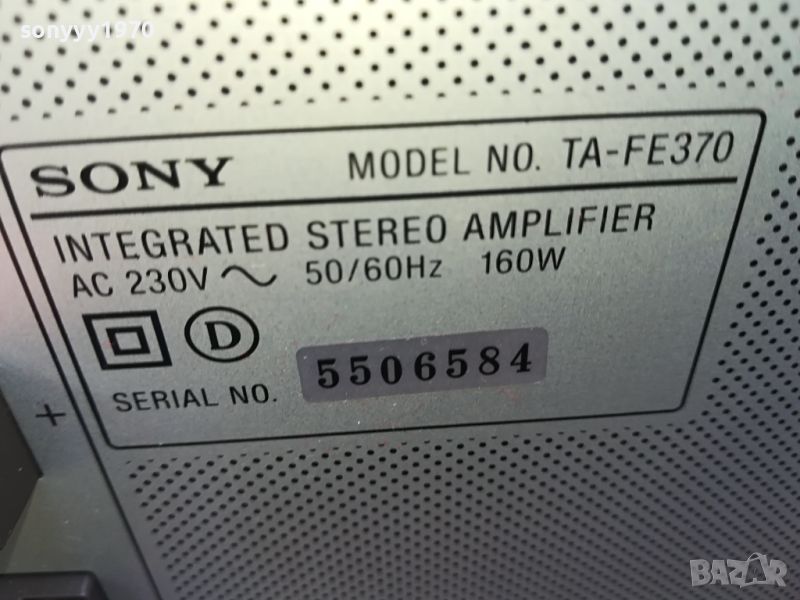 sonyyy1970
SONY MODEL NO. TA-FE370
INTEGRATED STEREO AMPLIFIER
AC 230V ~ 50/60Hz 160W
D
SERIAL NO. 5506584
+
BAZAR